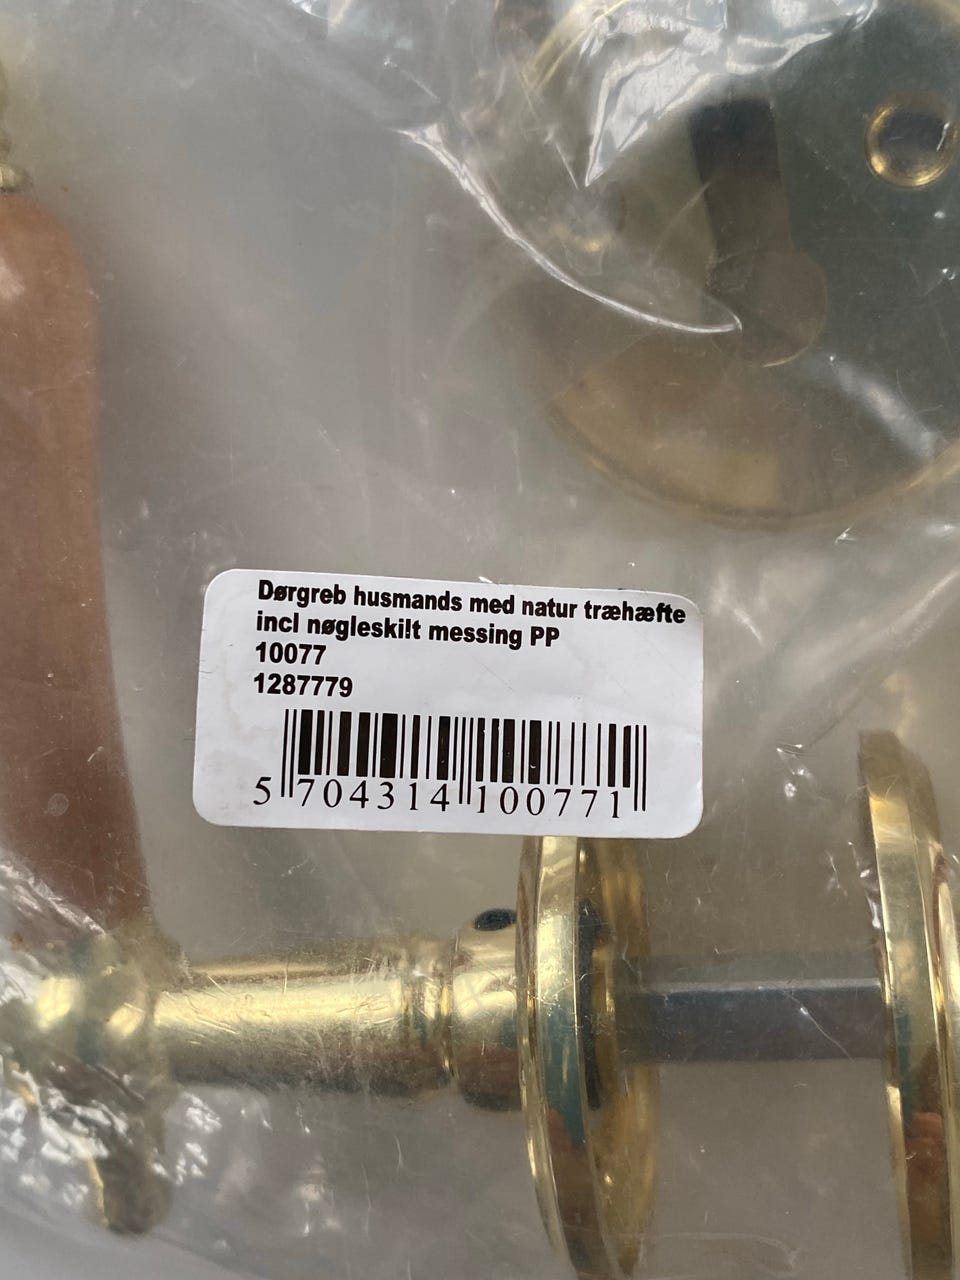 Dørgreb husmands med natur træhæfte
incl nøgleskilt messing PP
10077
1287779
5 704314 100771